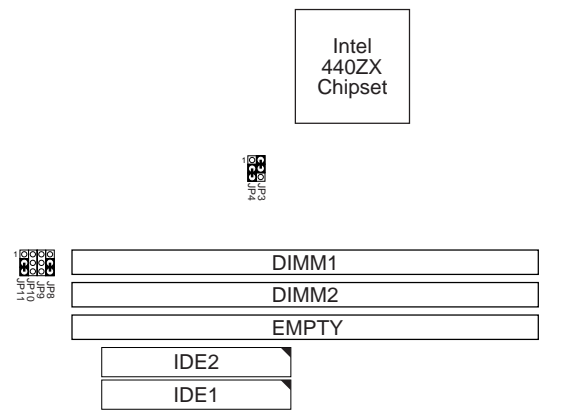 Intel
440ZX
Chipset
1
JP4 JP3
1
JP11 JP10 JP9 JP8
DIMM1
DIMM2
EMPTY
IDE2
IDE1